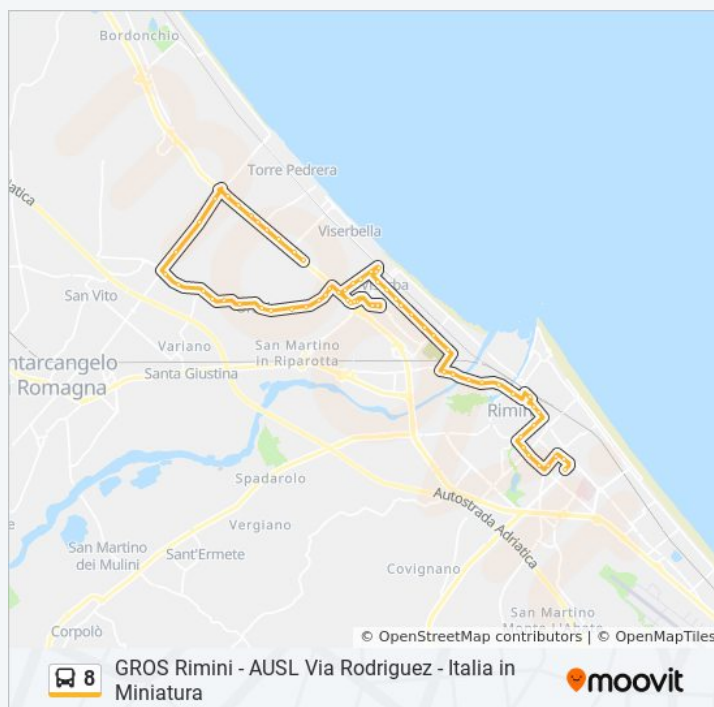 Bordonchio
Torre Pedrera
Viserbella
San Vito
Variano
San Martino
in Riparotta
Santa Giustina
ntarcangelo
i Romagna
Rimini
Spadarolo
Vergiano
Autostrada Adriatica
San Martino
dei Mulini
Sant'Ermete
Covignano
San Martino
Corpolò
© OpenStreetMap contributors | © OpenMapTiles
8
GROS Rimini - AUSL Via Rodriguez - Italia in
Miniatura
moovit